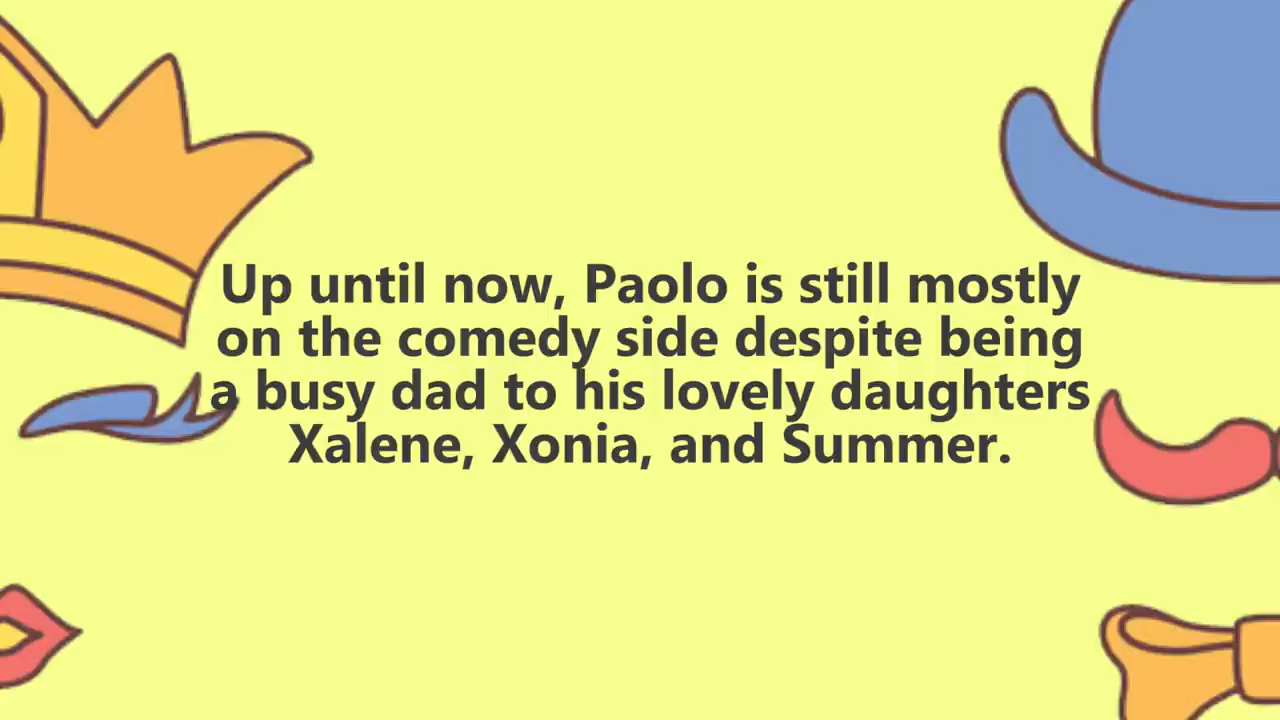 Up until now, Paolo is still mostly
on the comedy side despite being
a busy dad to his lovely daughters
Xalene, Xonia, and Summer.